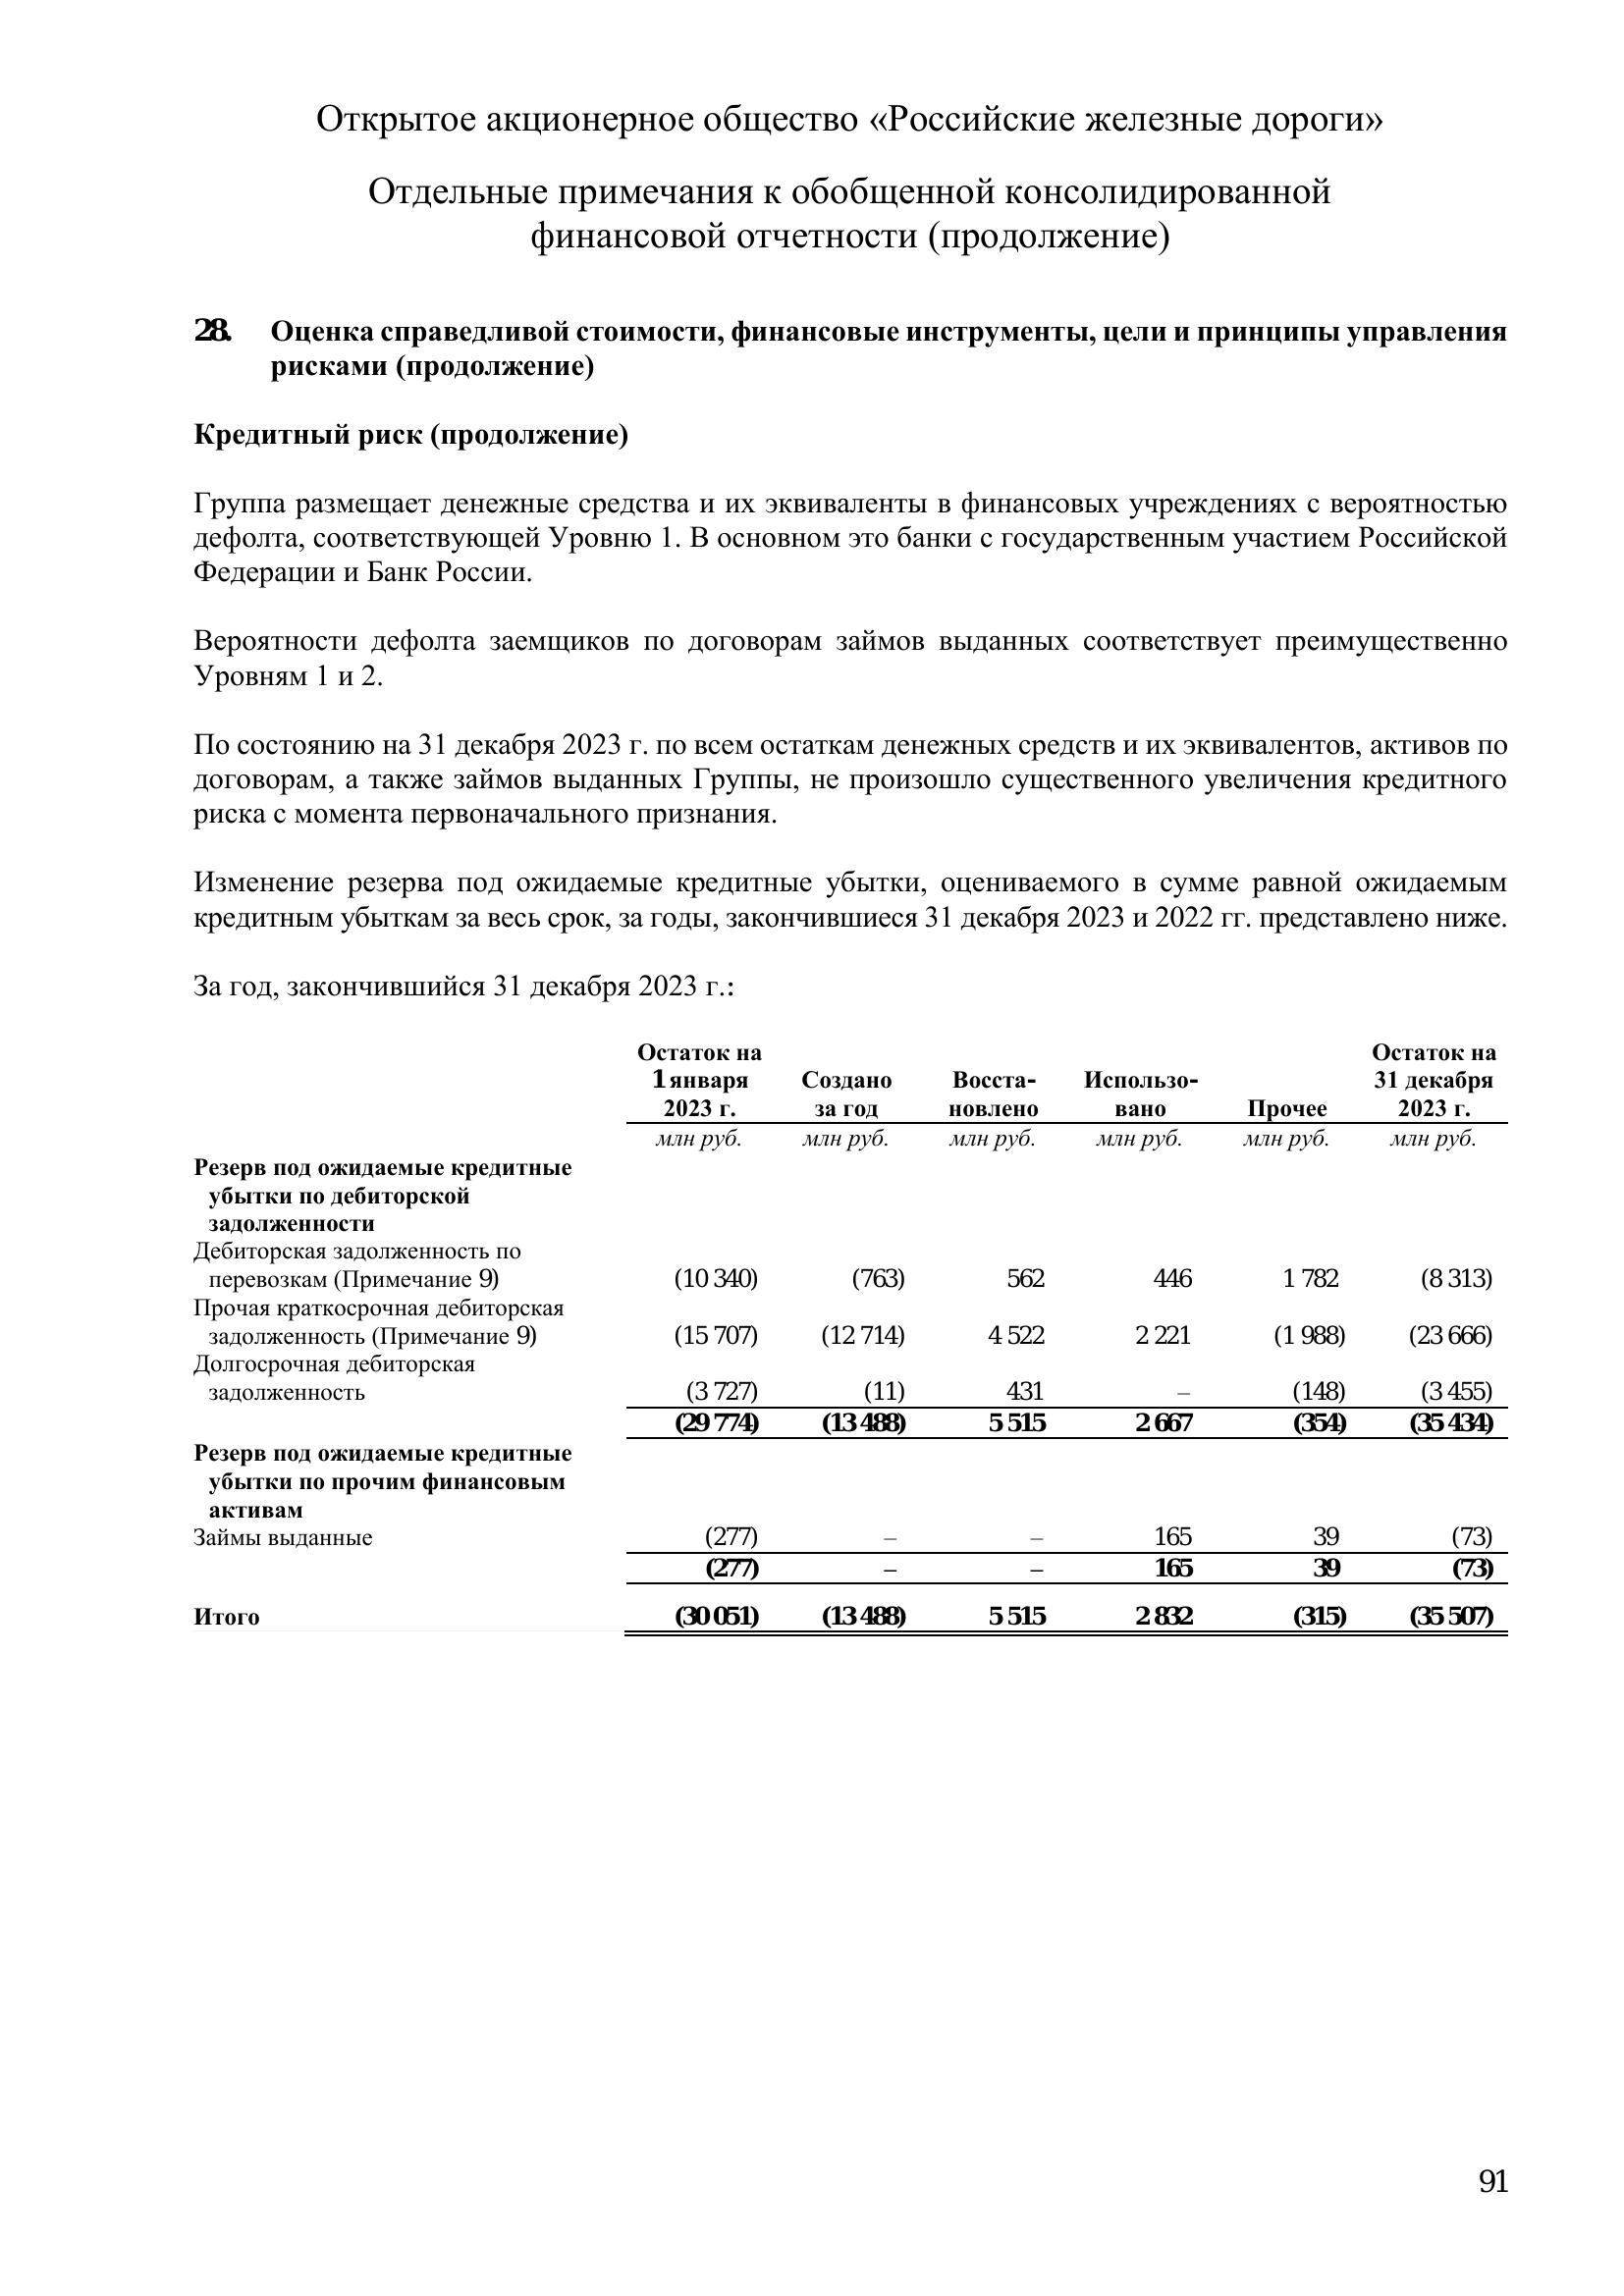 Открытое акционерное общество «Российские железные дороги»
Отдельные примечания к обобщенной консолидированной
финансовой отчетности (продолжение)
28. Оценка справедливой стоимости, финансовые инструменты, цели и принципы управления
рисками (продолжение)
Кредитный риск (продолжение)
Группа размещает денежные средства и их эквиваленты в финансовых учреждениях с вероятностью
дефолта, соответствующей Уровню 1. В основном это банки с государственным участием Российской
Федерации и Банк России.
Вероятности дефолта заемщиков по договорам займов выданных соответствует преимущественно
Уровням 1 и 2.
По состоянию на 31 декабря 2023 г. по всем остаткам денежных средств и их эквивалентов, активов по
договорам, а также займов выданных Группы, не произошло существенного увеличения кредитного
риска с момента первоначального признания.
Изменение резерва под ожидаемые кредитные убытки, оцениваемого в сумме равной ожидаемым
кредитным убыткам за весь срок, за годы, закончившиеся 31 декабря 2023 и 2022 гг. представлено ниже.
За год, закончившийся 31 декабря 2023 г.:
Остаток на Остаток на
1 января Создано Восста- Использо- 31 декабря
2023 г. за год новлено вано Прочее 2023 г.
млн руб. млн руб. млн руб. млн руб. млн руб. млн руб.
Резерв под ожидаемые кредитные
убытки по дебиторской
задолженности
Дебиторская задолженность по
перевозкам (Примечание 9) (10 340) (763) 562 446 1 782 (8 313)
Прочая краткосрочная дебиторская
задолженность (Примечание 9) (15 707) (12 714) 4 522 2 221 (1 988) (23 666)
Долгосрочная дебиторская
задолженность (3 727) (11) 431 – (148) (3 455)
(29 774) (13 488) 5 515 2 667 (354) (35 434)
Резерв под ожидаемые кредитные
убытки по прочим финансовым
активам
Займы выданные (277) – – 165 39 (73)
(277) – – 165 39 (73)
Итого (30 051) (13 488) 5 515 2 832 (315) (35 507)
91